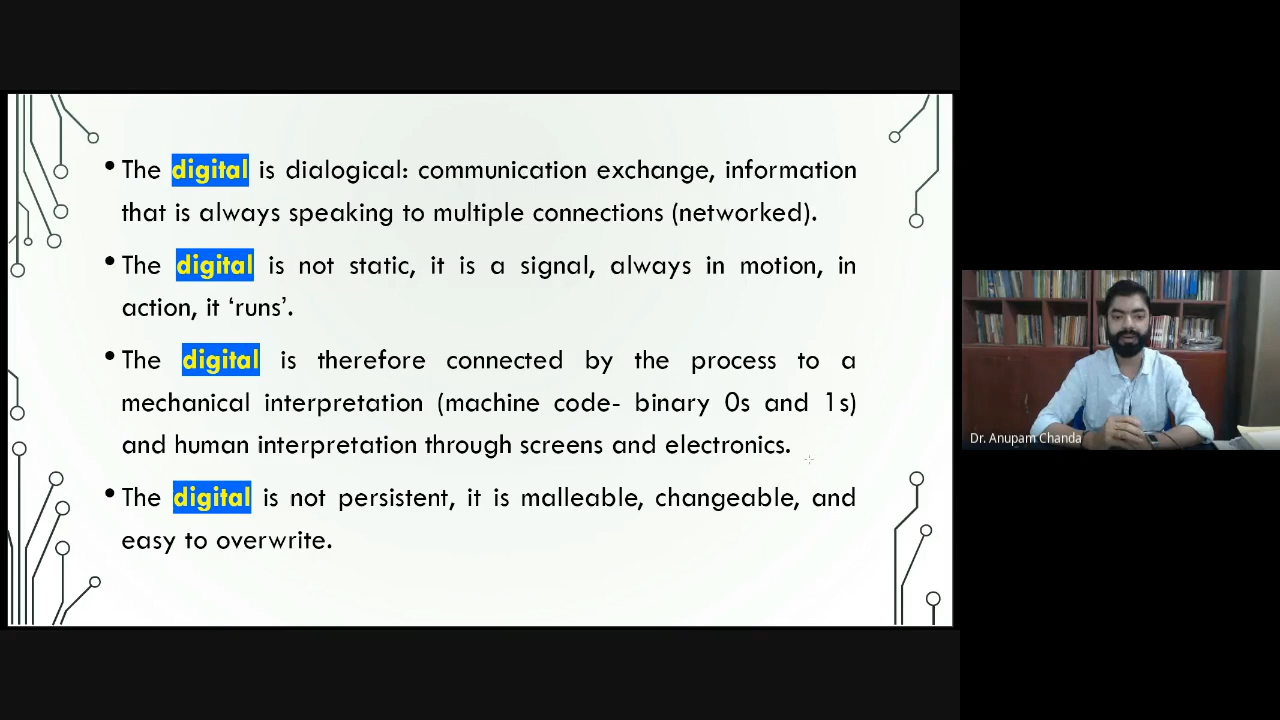 • The digital is dialogical: communication exchange, information
that is always speaking to multiple connections (networked).
• The digital is not static, it is a signal, always in motion, in
action, it ‘runs’.
• The digital is therefore connected by the process to a
mechanical interpretation (machine code- binary 0s and 1s)
and human interpretation through screens and electronics.
• The digital is not persistent, it is malleable, changeable, and
easy to overwrite.
Dr. Anupam Chanda